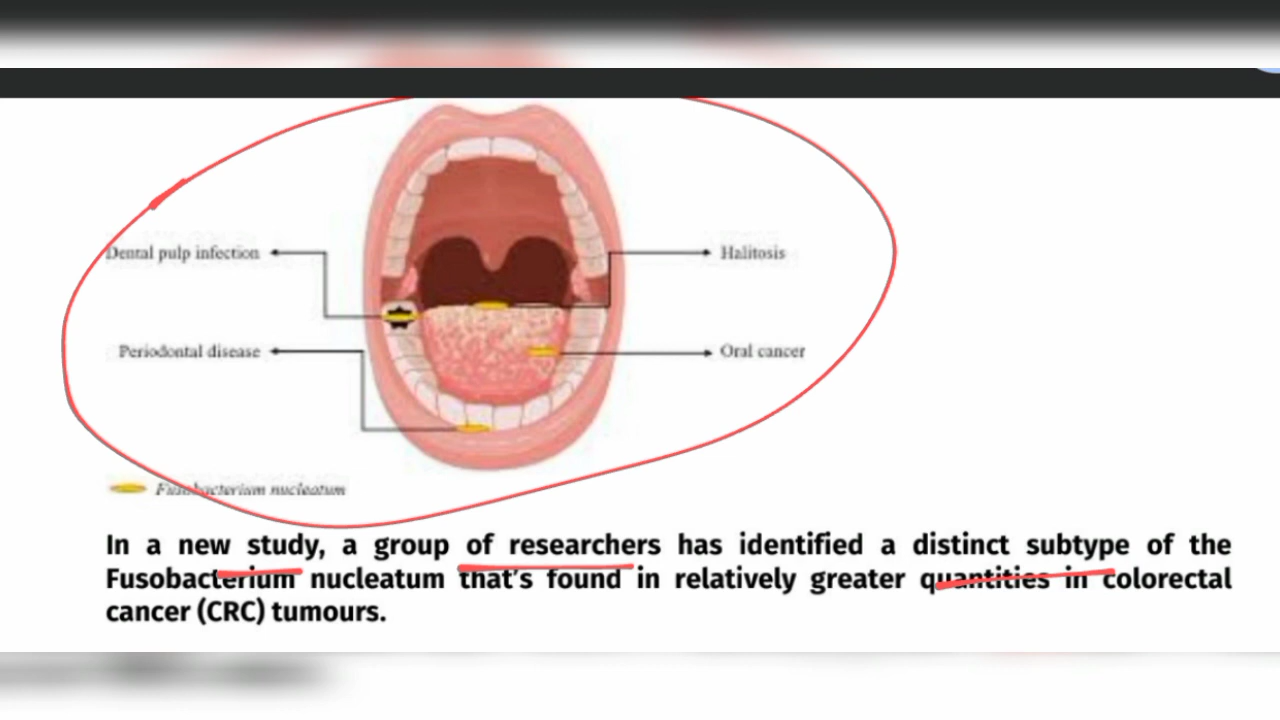 Dental pulp infection
Halitosis
Periodontal disease
Oral cancer
Fusobacterium nucleatum
In a new study, a group of researchers has identified a distinct subtype of the
Fusobacterium nucleatum that's found in relatively greater quantities in colorectal
cancer (CRC) tumours.